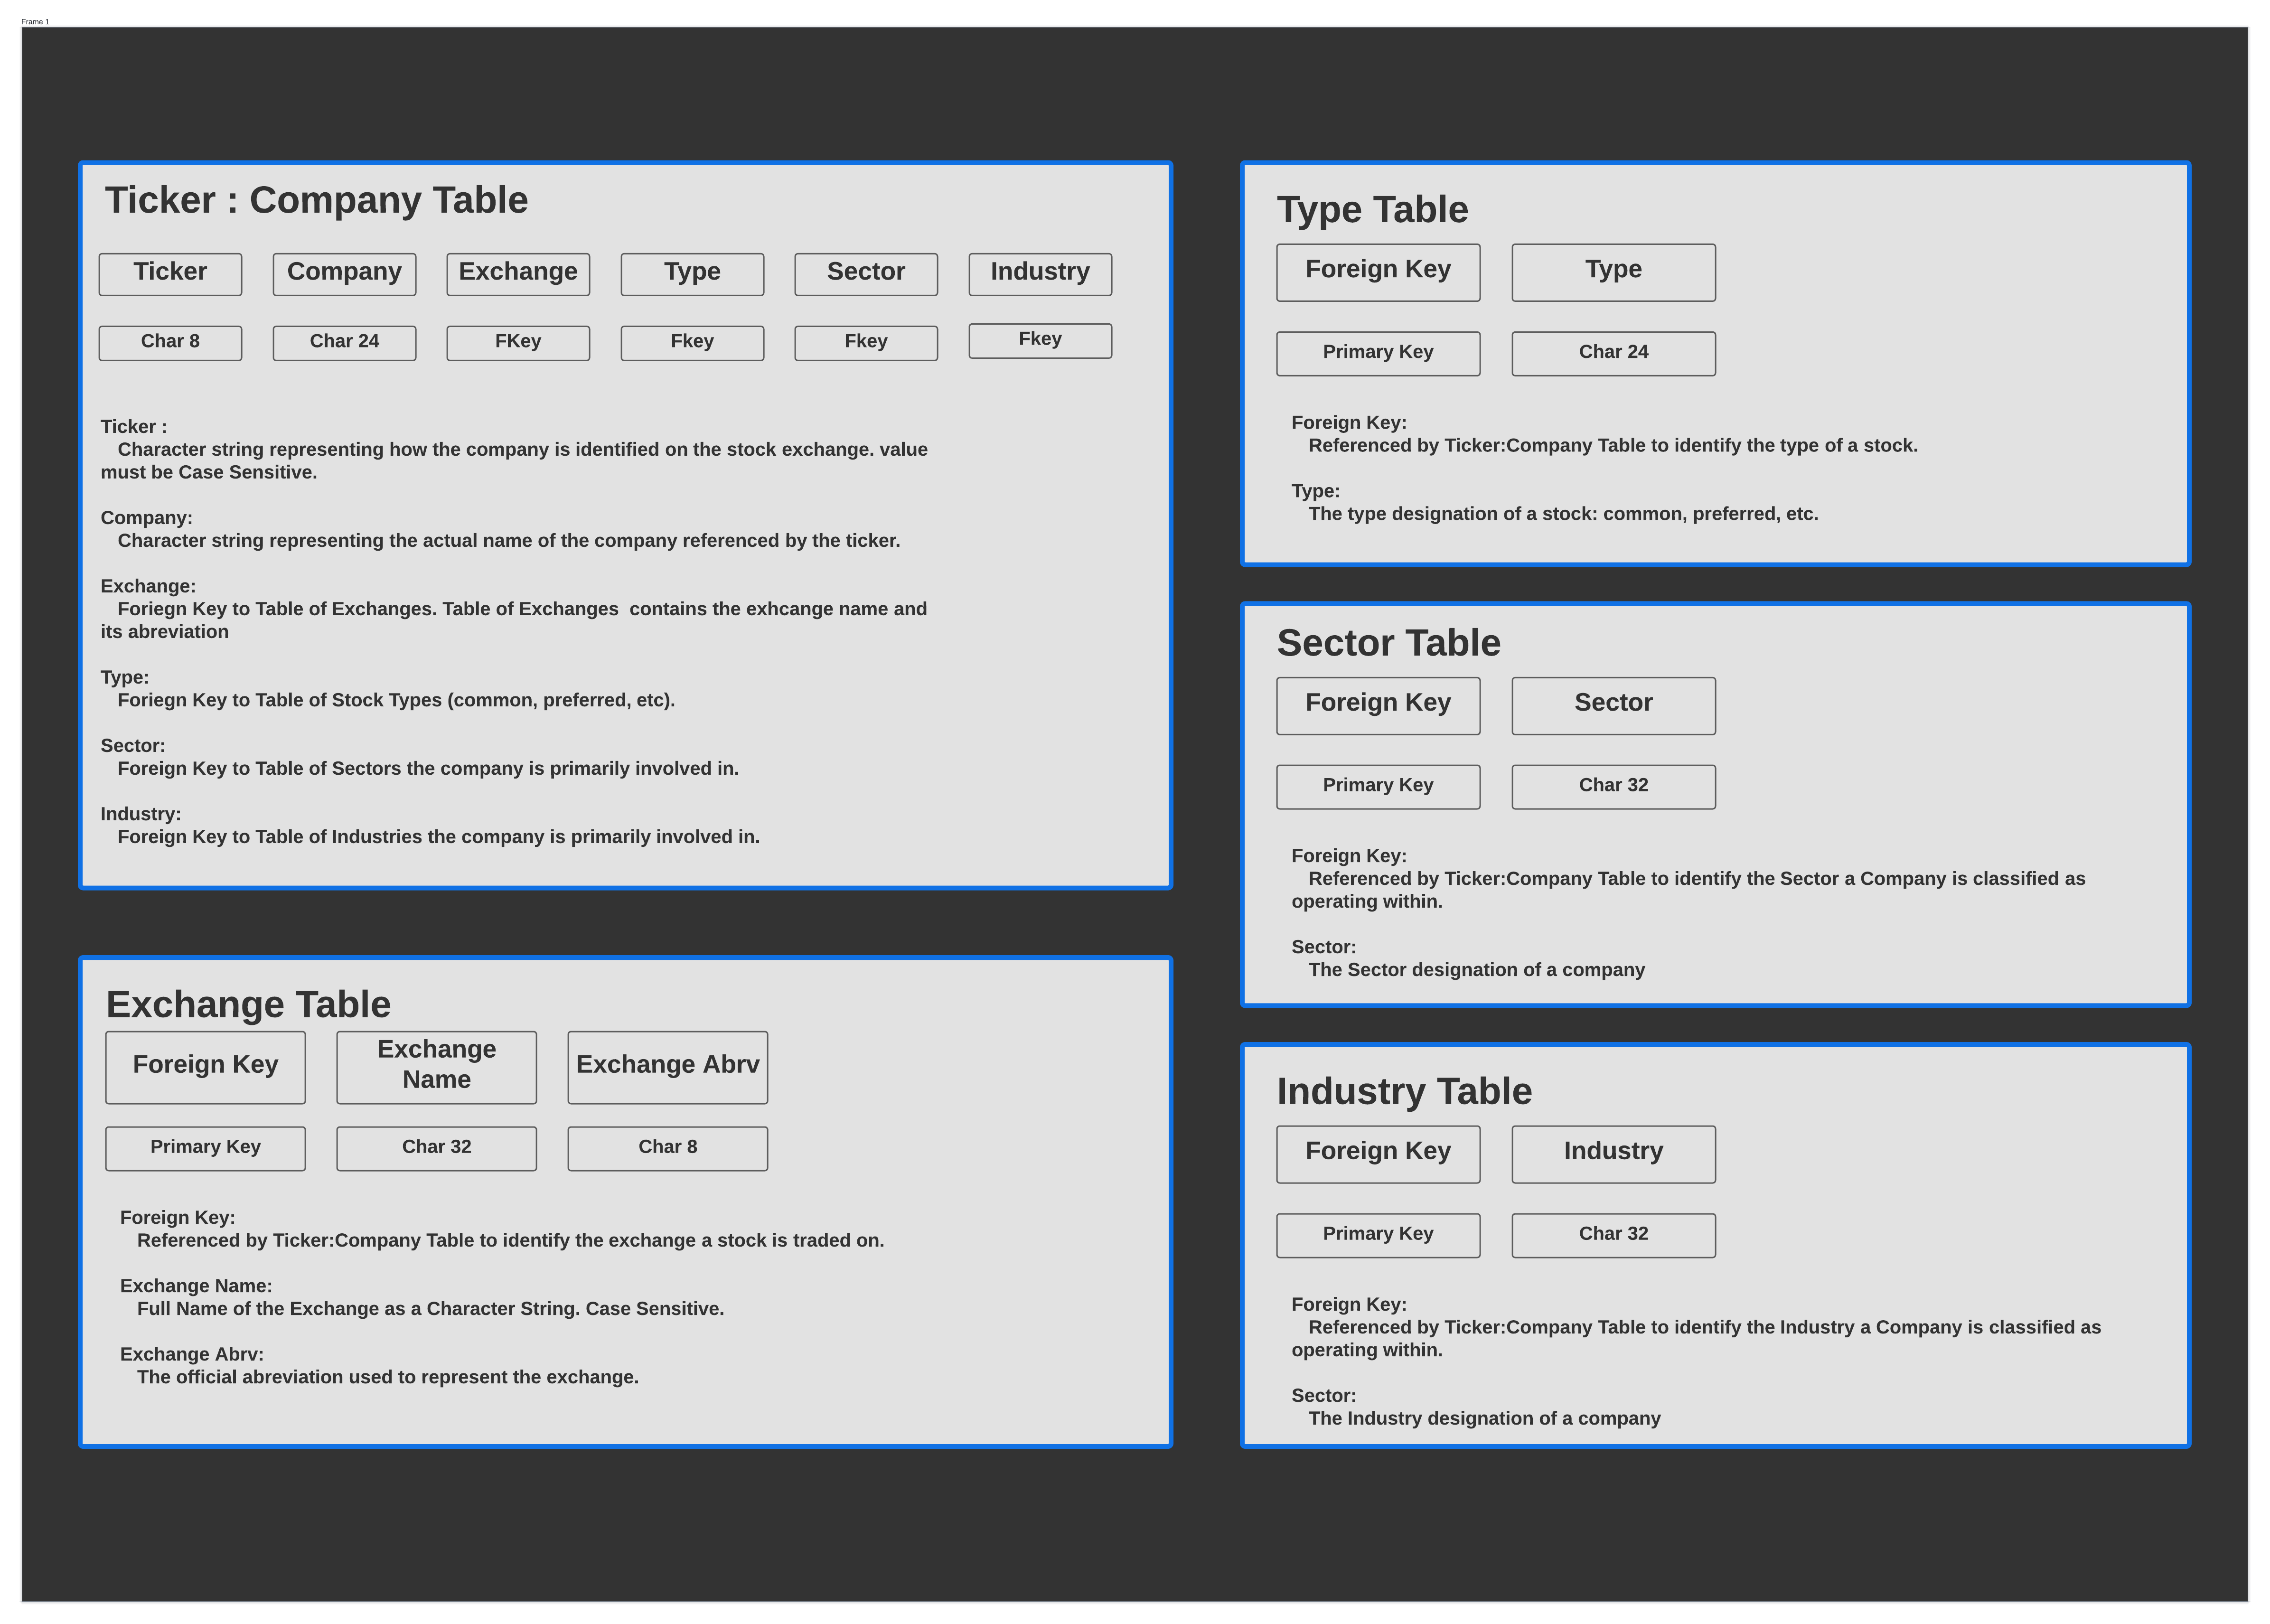 Frame 1
Ticker : Company Table
Ticker Company Exchange Type Sector Industry
Char 8 Char 24 FKey Fkey Fkey Fkey
Ticker :
Character string representing how the company is identified on the stock exchange. value
must be Case Sensitive.
Company:
Character string representing the actual name of the company referenced by the ticker.
Exchange:
Foriegn Key to Table of Exchanges. Table of Exchanges  contains the exhcange name and
its abreviation
Type:
Foriegn Key to Table of Stock Types (common, preferred, etc).
Sector:
Foreign Key to Table of Sectors the company is primarily involved in.
Industry:
Foreign Key to Table of Industries the company is primarily involved in.
Exchange Table
Foreign Key
Exchange
Name
Exchange Abrv
Primary Key Char 32 Char 8
Foreign Key:
Referenced by Ticker:Company Table to identify the exchange a stock is traded on.
Exchange Name:
Full Name of the Exchange as a Character String. Case Sensitive.
Exchange Abrv:
The official abreviation used to represent the exchange.
Type Table
Foreign Key Type
Primary Key Char 24
Foreign Key:
Referenced by Ticker:Company Table to identify the type of a stock.
Type:
The type designation of a stock: common, preferred, etc.
Sector Table
Foreign Key Sector
Primary Key Char 32
Foreign Key:
Referenced by Ticker:Company Table to identify the Sector a Company is classified as
operating within.
Sector:
The Sector designation of a company
Industry Table
Foreign Key Industry
Primary Key Char 32
Foreign Key:
Referenced by Ticker:Company Table to identify the Industry a Company is classified as
operating within.
Sector:
The Industry designation of a company